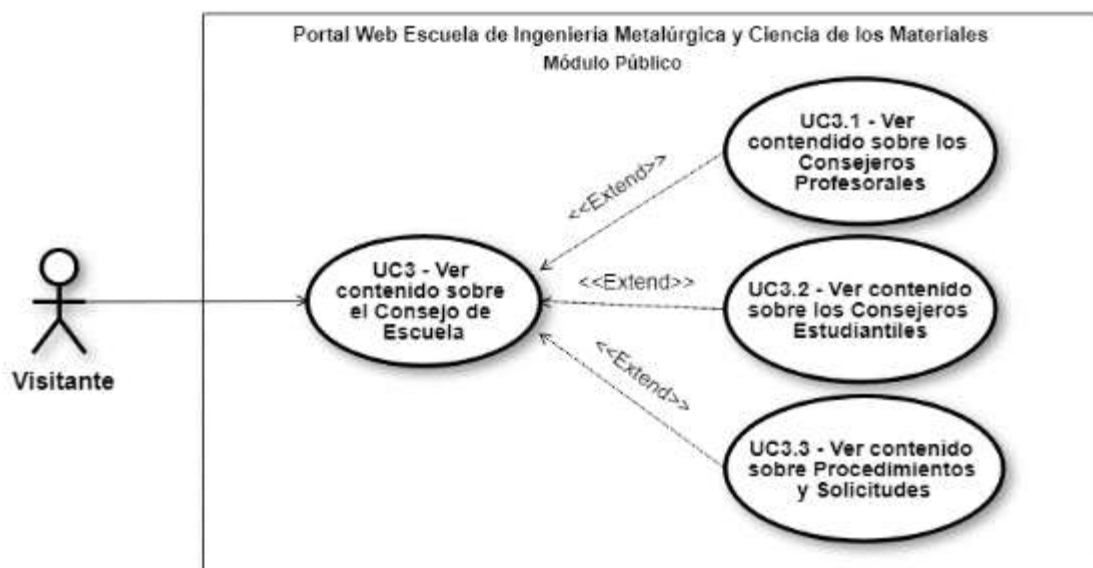 Portal Web Escuela de Ingenieria Metalúrgica y Ciencia de los Materiales
Módulo Público
UC3.1 - Ver
contendido sobre los
Consejeros
Profesorales
<<Extend>>
UC3 - Ver
contenido sobre
el Consejo de
Escuela
<<Extend>>
UC3.2 - Ver contenido
sobre los Consejeros
Estudiantiles
<<Extend>>
Visitante
UC3.3 - Ver contenido
sobre Procedimientos
y Solicitudes